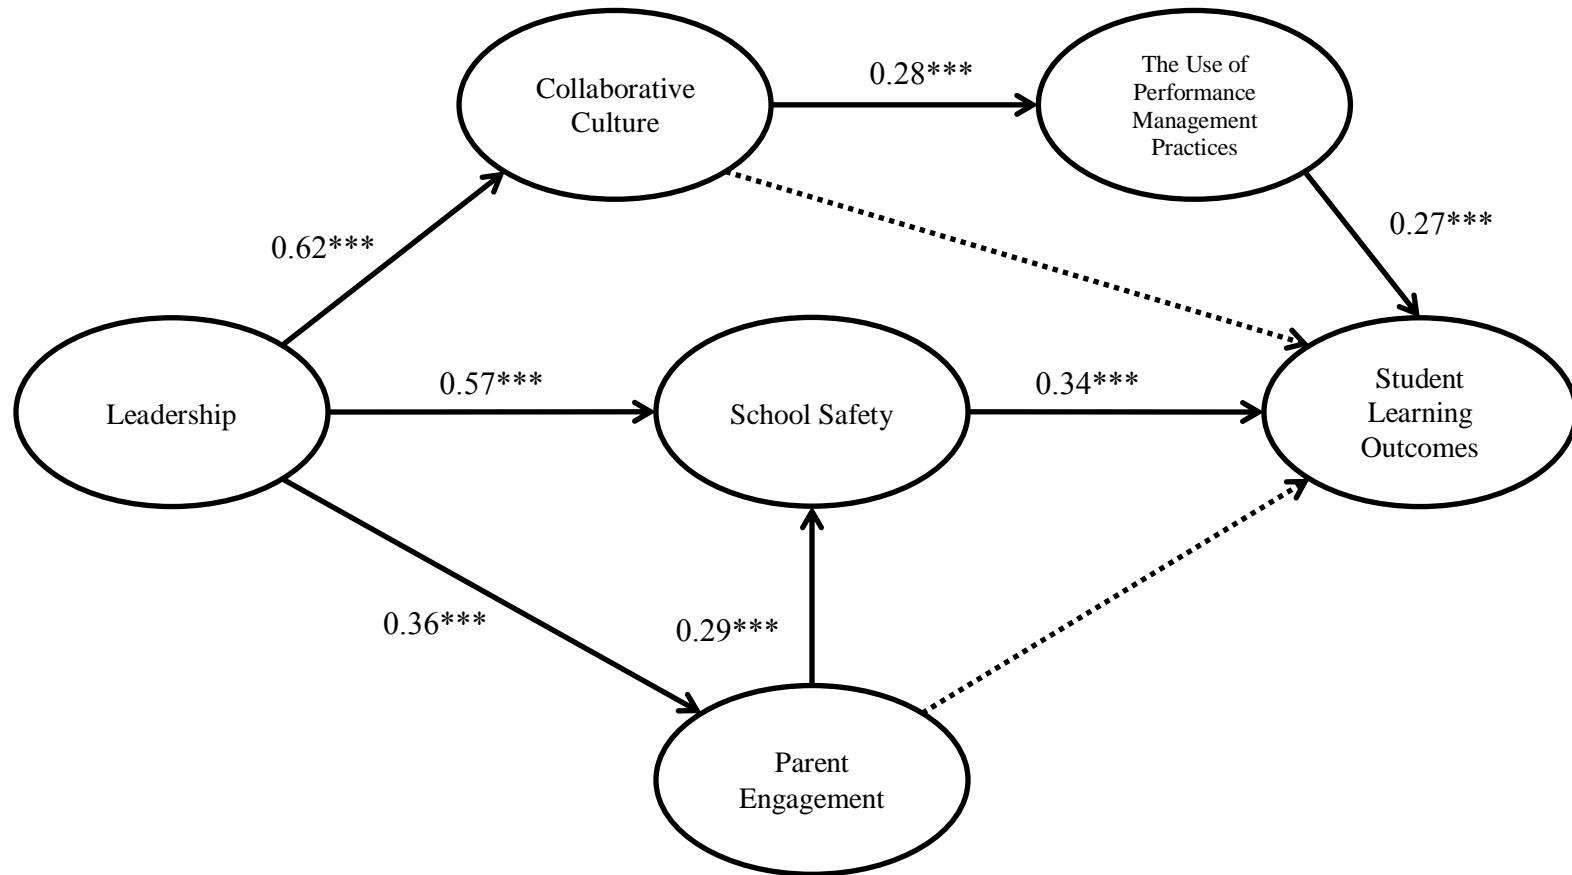 Collaborative
Culture
0.28***
The Use of
Performance
Management
Practices
0.62***
0.27***
Leadership
0.57***
School Safety
0.34***
Student
Learning
Outcomes
0.36***
0.29***
Parent
Engagement